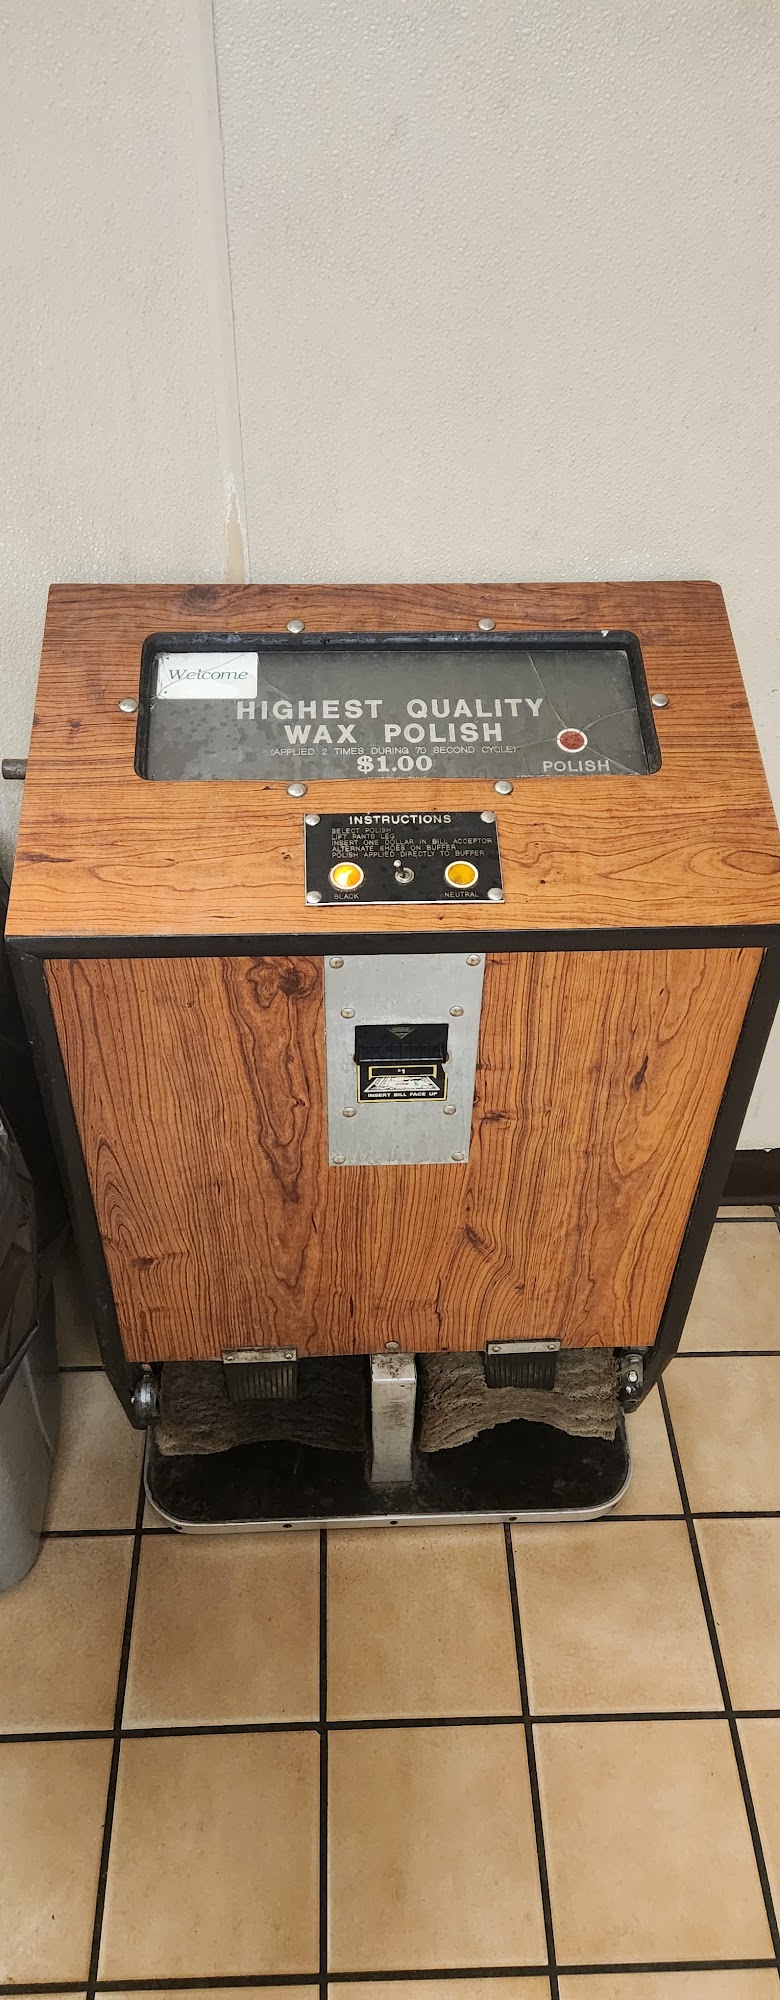 Welcome
HIGHEST QUALITY
WAX POLISH
(APPLIED 2 TIMES DURING 70 SECOND CYCLE)
$1.00
POLISH
INSTRUCTIONS
SELECT POLISH
LIFT PANTS LEG
INSERT ONE DOLLAR IN BILL ACCEPTOR
ALTERNATE SHOES ON BUFFER
POLISH APPLIED DIRECTLY TO BUFFER
BLACK
NEUTRAL
$1
INSERT BILL FACE UP